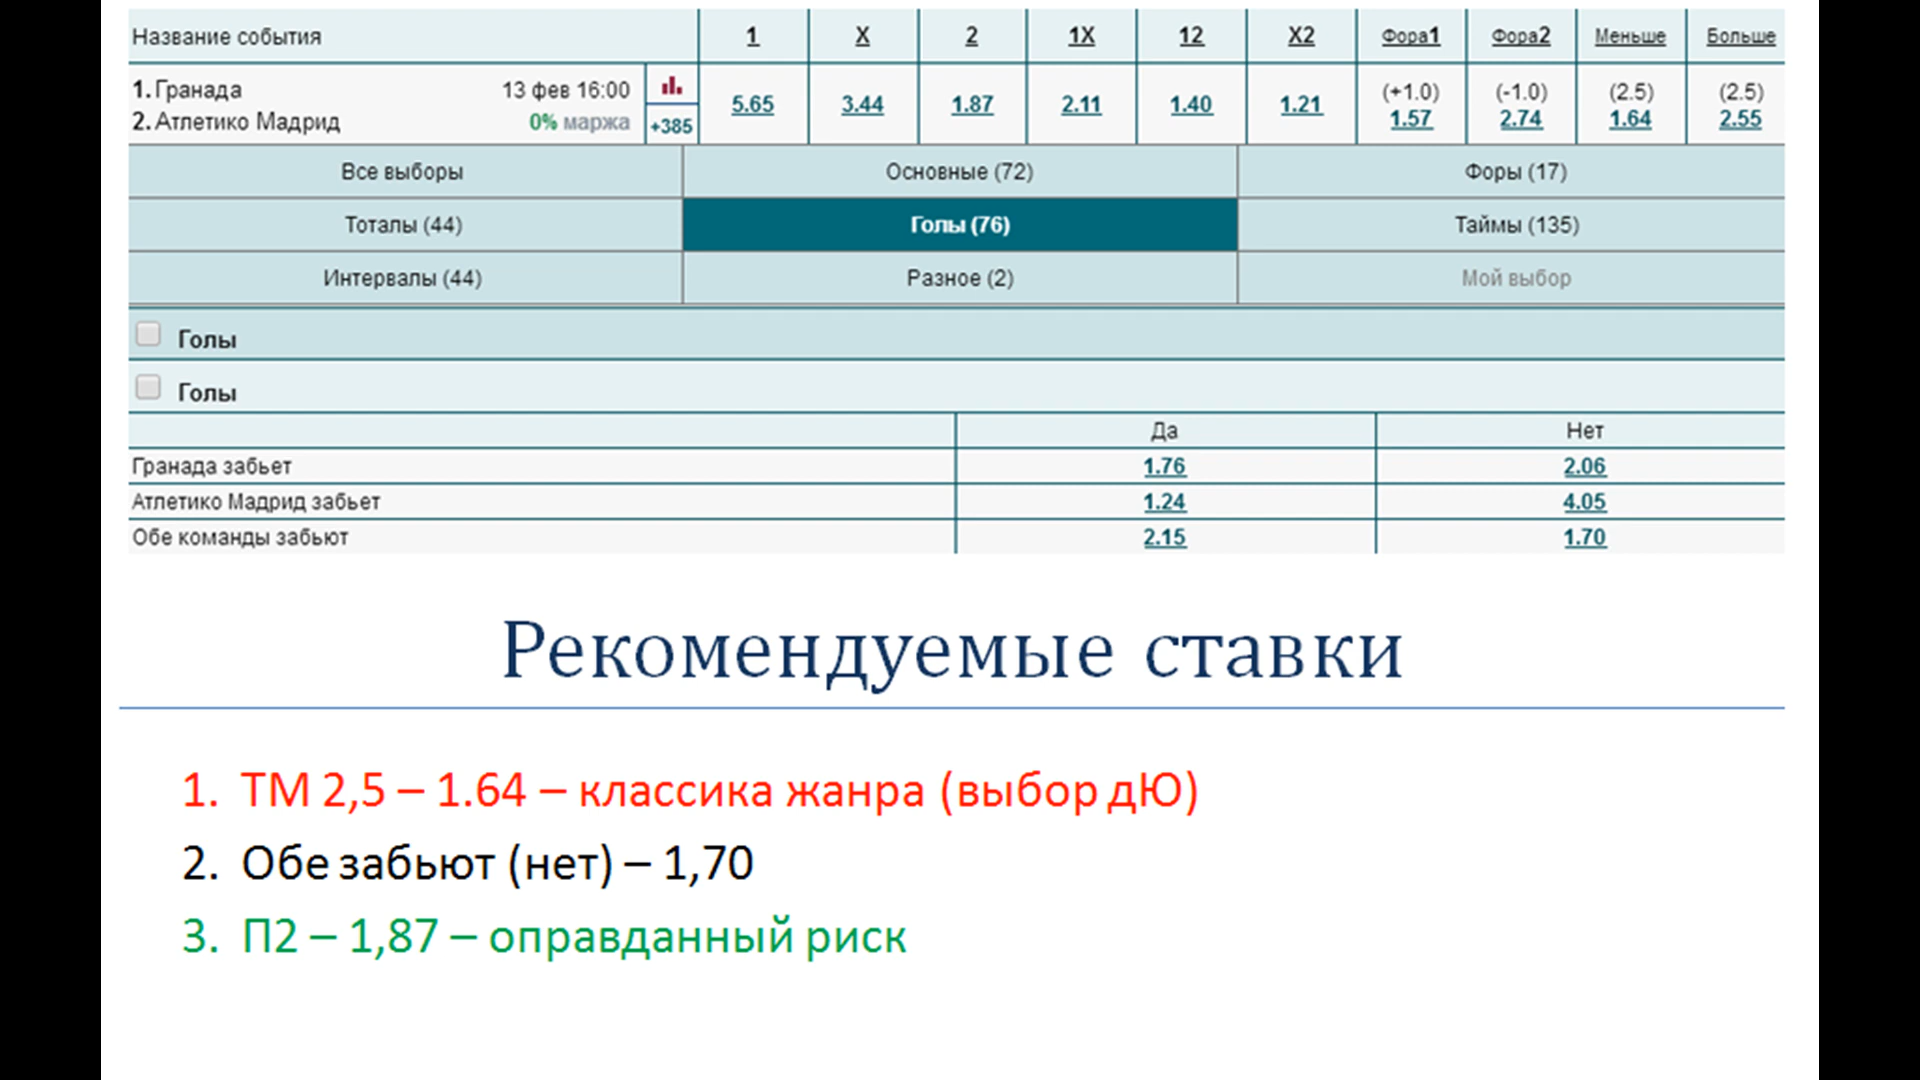 Название события 1 X 2 1X 12 X2 Фора1 Фора2 Меньше Больше
1. Гранада 13 фев 16:00 5.65 3.44 1.87 2.11 1.40 1.21 (+1.0) 1.57 (-1.0) 2.74 (2.5) 1.64 (2.5) 2.55
2. Атлетико Мадрид 0% маржа +385
Все выборы Основные (72) Форы (17)
Тоталы (44) Голы (76) Таймы (135)
Интервалы (44) Разное (2) Мой выбор
Голы
Голы
Да Нет
Гранада забьет 1.76 2.06
Атлетико Мадрид забьет 1.24 4.05
Обе команды забьют 2.15 1.70
Рекомендуемые ставки
1. ТМ 2,5 – 1.64 – классика жанра (выбор дЮ)
2. Обе забьют (нет) – 1,70
3. П2 – 1,87 – оправданный риск